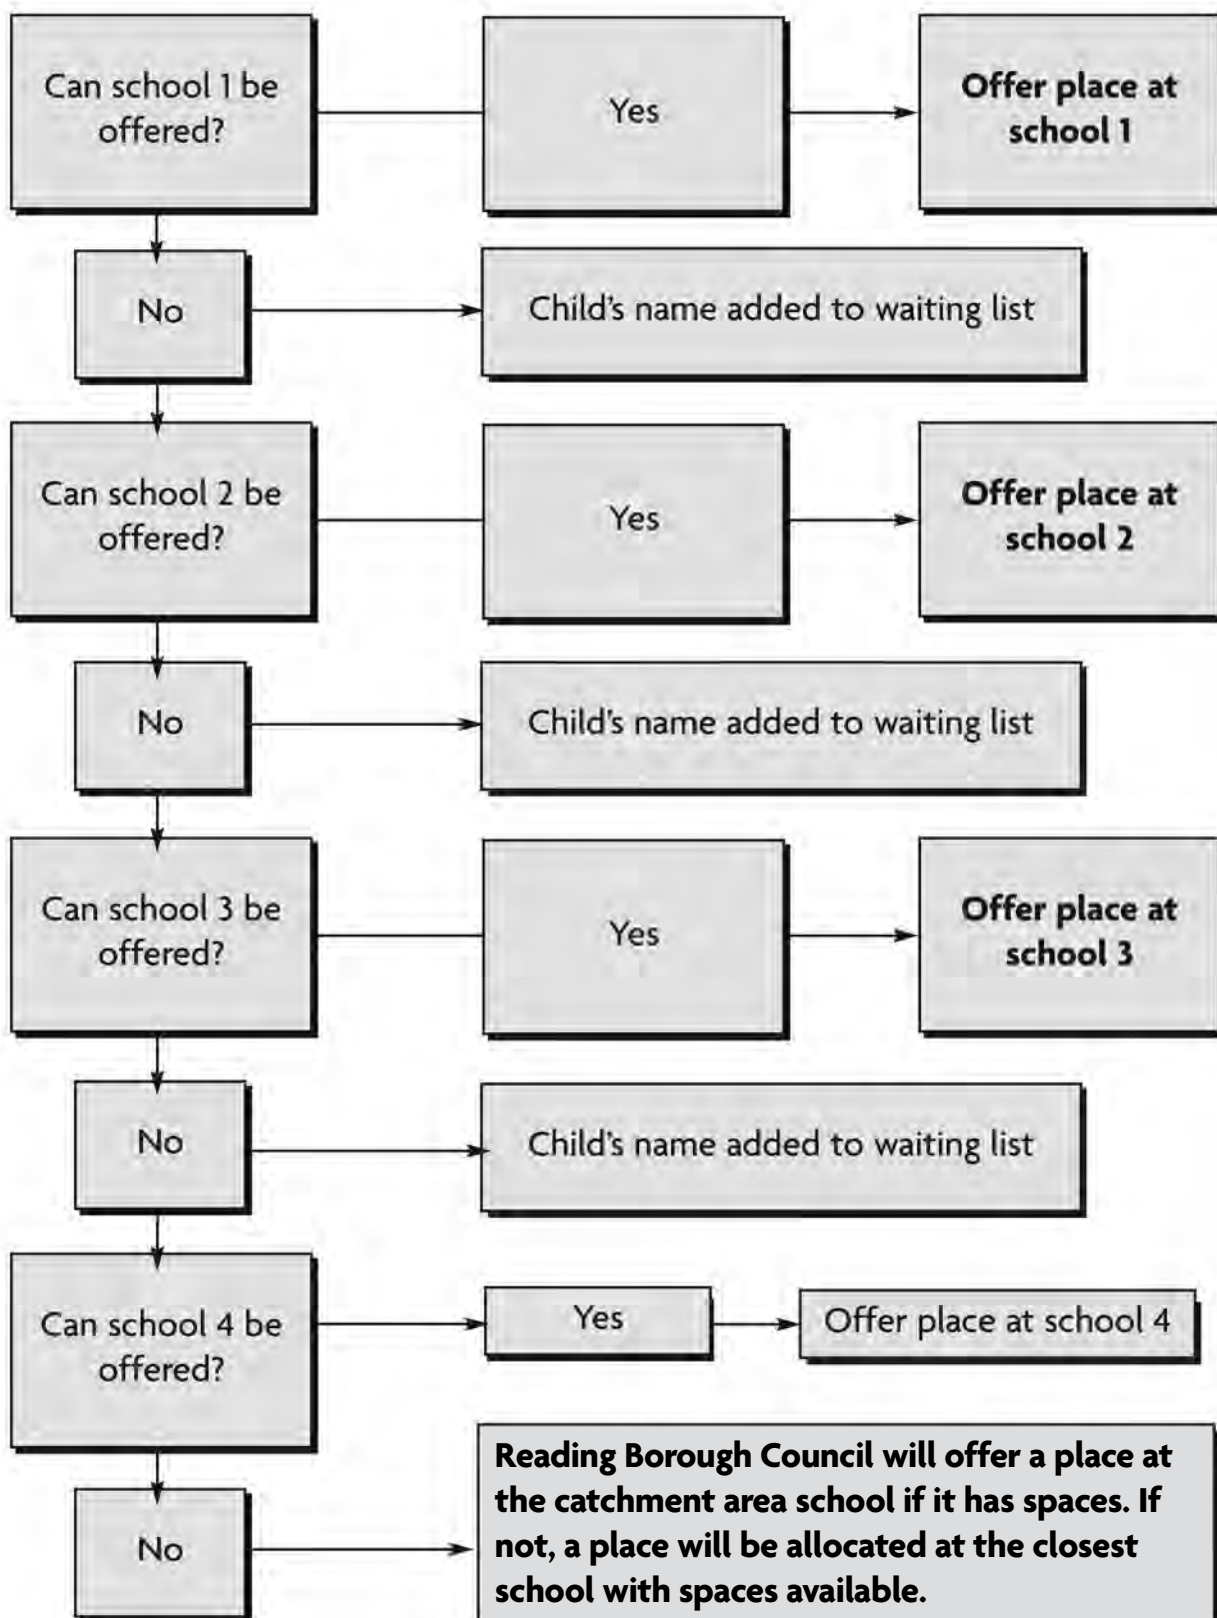 Can school 1 be
offered?
Yes
Offer place at
school 1
No
Child's name added to waiting list
Can school 2 be
offered?
Yes
Offer place at
school 2
No
Child's name added to waiting list
Can school 3 be
offered?
Yes
Offer place at
school 3
No
Child's name added to waiting list
Can school 4 be
offered?
Yes
Offer place at school 4
No
Reading Borough Council will offer a place at
the catchment area school if it has spaces. If
not, a place will be allocated at the closest
school with spaces available.